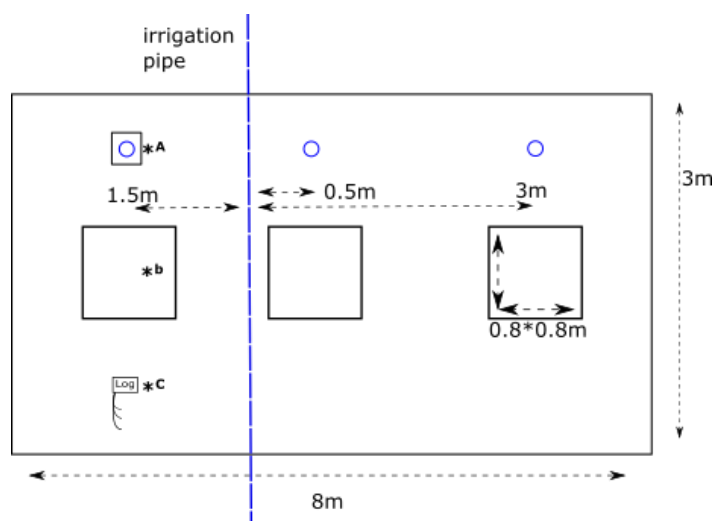 irrigation
pipe
*A
1.5m
0.5m
3m
3m
*b
0.8*0.8m
Log
*C
8m